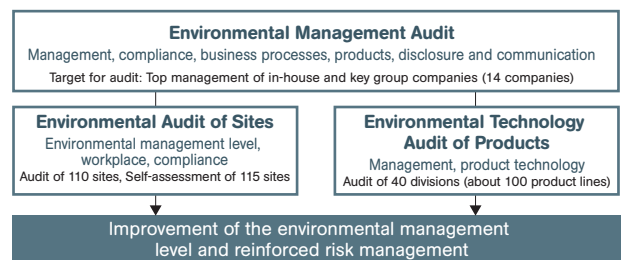 Environmental Management Audit
Management, compliance, business processes, products, disclosure and communication
Target for audit: Top management of in-house and key group companies (14 companies)
Environmental Audit of Sites
Environmental management level,
workplace, compliance
Audit of 110 sites, Self-assessment of 115 sites
Environmental Technology
Audit of Products
Management, product technology
Audit of 40 divisions (about 100 product lines)
Improvement of the environmental management
level and reinforced risk management